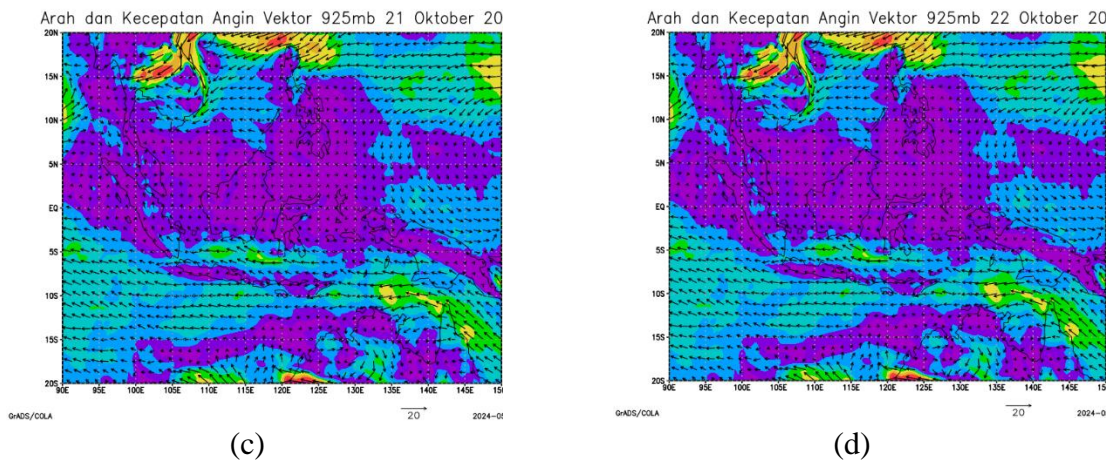 Arah dan Kecepatan Angin Vektor 925mb 21 Oktober 20
20N
15N
10N
5N
EQ
5S
10S
15S
20S
90E 95E 100E 105E 110E 115E 120E 125E 130E 135E 140E 145E 150
GrADS/COLA
20
2024-0
(c)
Arah dan Kecepatan Angin Vektor 925mb 22 Oktober 20
20N
15N
10N
5N
EQ
5S
10S
15S
20S
90E 95E 100E 105E 110E 115E 120E 125E 130E 135E 140E 145E 150
GrADS/COLA
20
2024-0
(d)